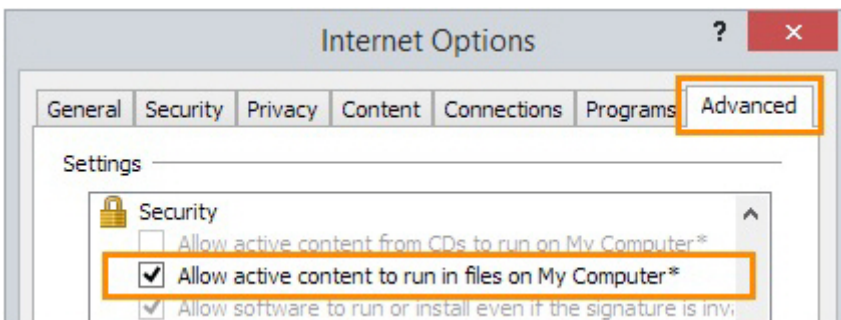 Internet Options
?
General Security Privacy Content Connections Programs Advanced
Settings
Security
Allow active content from CDs to run on My Computer*
Allow active content to run in files on My Computer*
Allow software to run or install even if the signature is